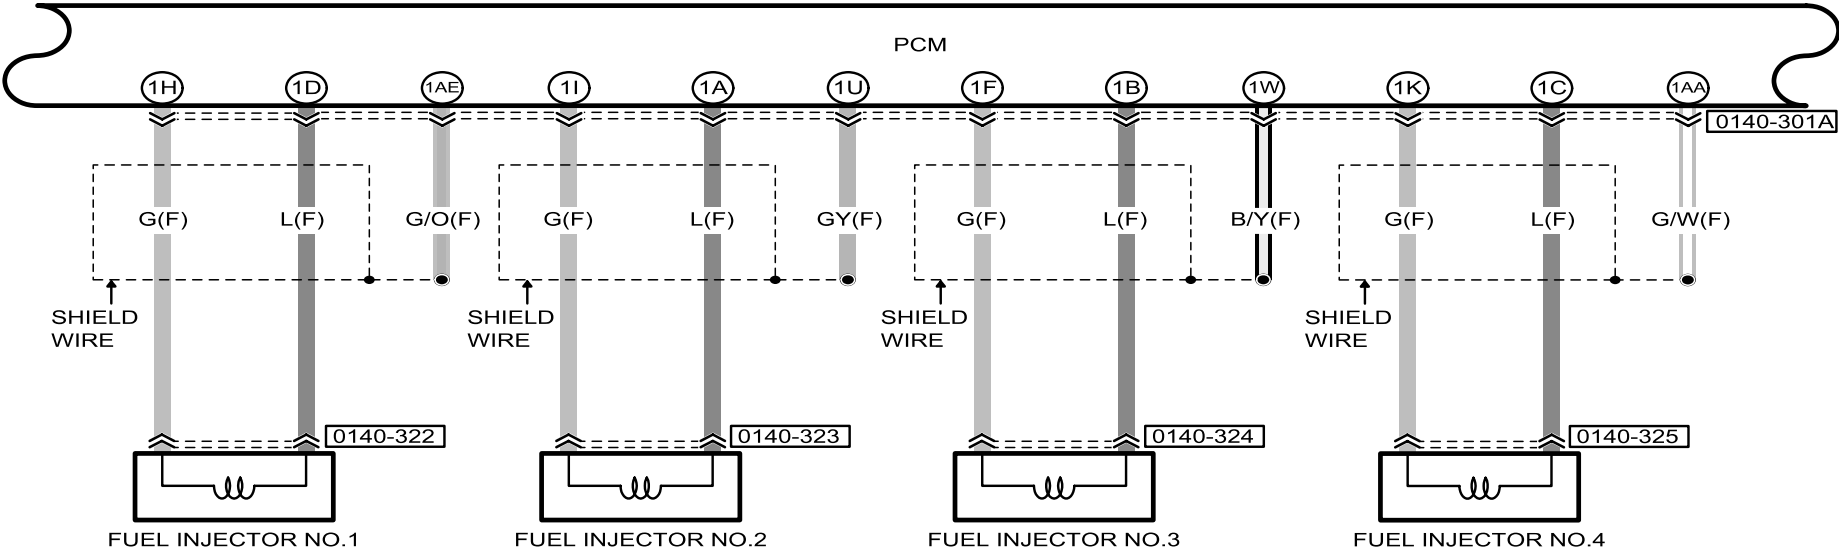 PCM
1H 1D 1AE 1I 1A 1U 1F 1B 1W 1K 1C 1AA
0140-301A
G(F) L(F) G/O(F) G(F) L(F) GY(F) G(F) L(F) B/Y(F) G(F) L(F) G/W(F)
SHIELD WIRE
SHIELD WIRE
SHIELD WIRE
SHIELD WIRE
0140-322 0140-323 0140-324 0140-325
FUEL INJECTOR NO.1 FUEL INJECTOR NO.2 FUEL INJECTOR NO.3 FUEL INJECTOR NO.4